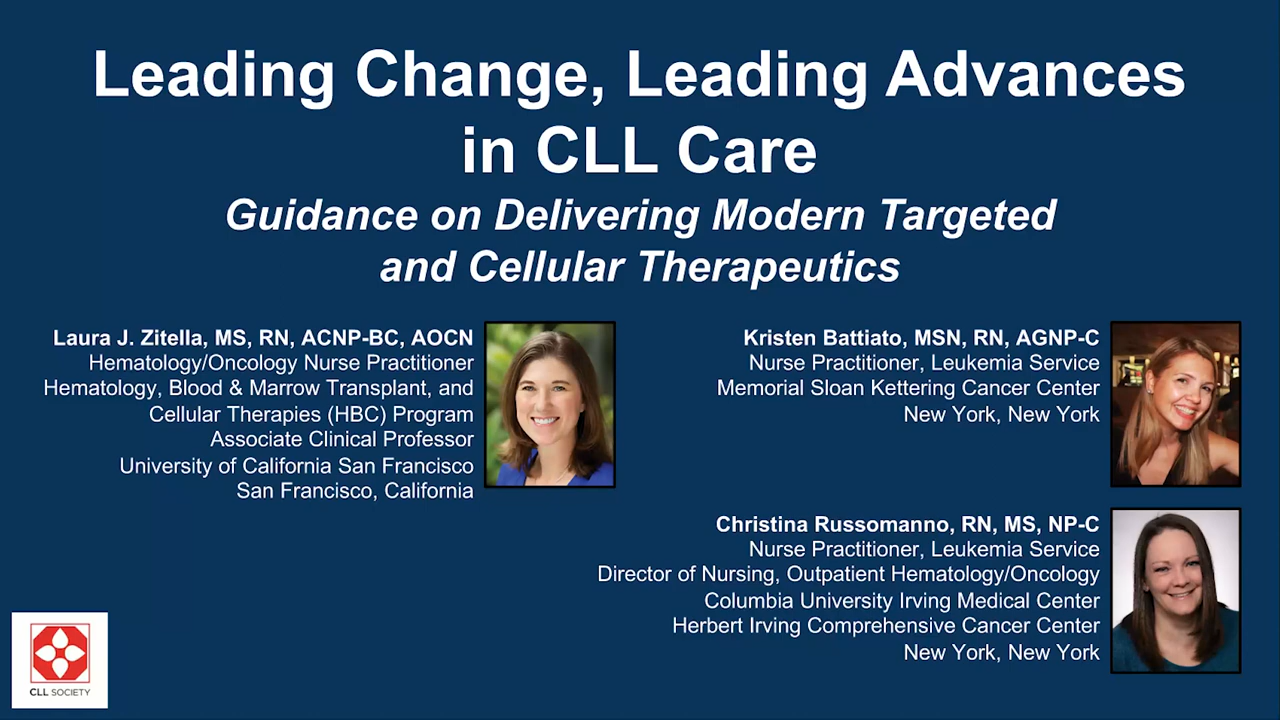 Leading Change, Leading Advances
in CLL Care
Guidance on Delivering Modern Targeted
and Cellular Therapeutics
Laura J. Zitella, MS, RN, ACNP-BC, AOCN
Hematology/Oncology Nurse Practitioner
Hematology, Blood & Marrow Transplant, and
Cellular Therapies (HBC) Program
Associate Clinical Professor
University of California San Francisco
San Francisco, California
Kristen Battiato, MSN, RN, AGNP-C
Nurse Practitioner, Leukemia Service
Memorial Sloan Kettering Cancer Center
New York, New York
Christina Russomanno, RN, MS, NP-C
Nurse Practitioner, Leukemia Service
Director of Nursing, Outpatient Hematology/Oncology
Columbia University Irving Medical Center
Herbert Irving Comprehensive Cancer Center
New York, New York
CLL SOCIETY